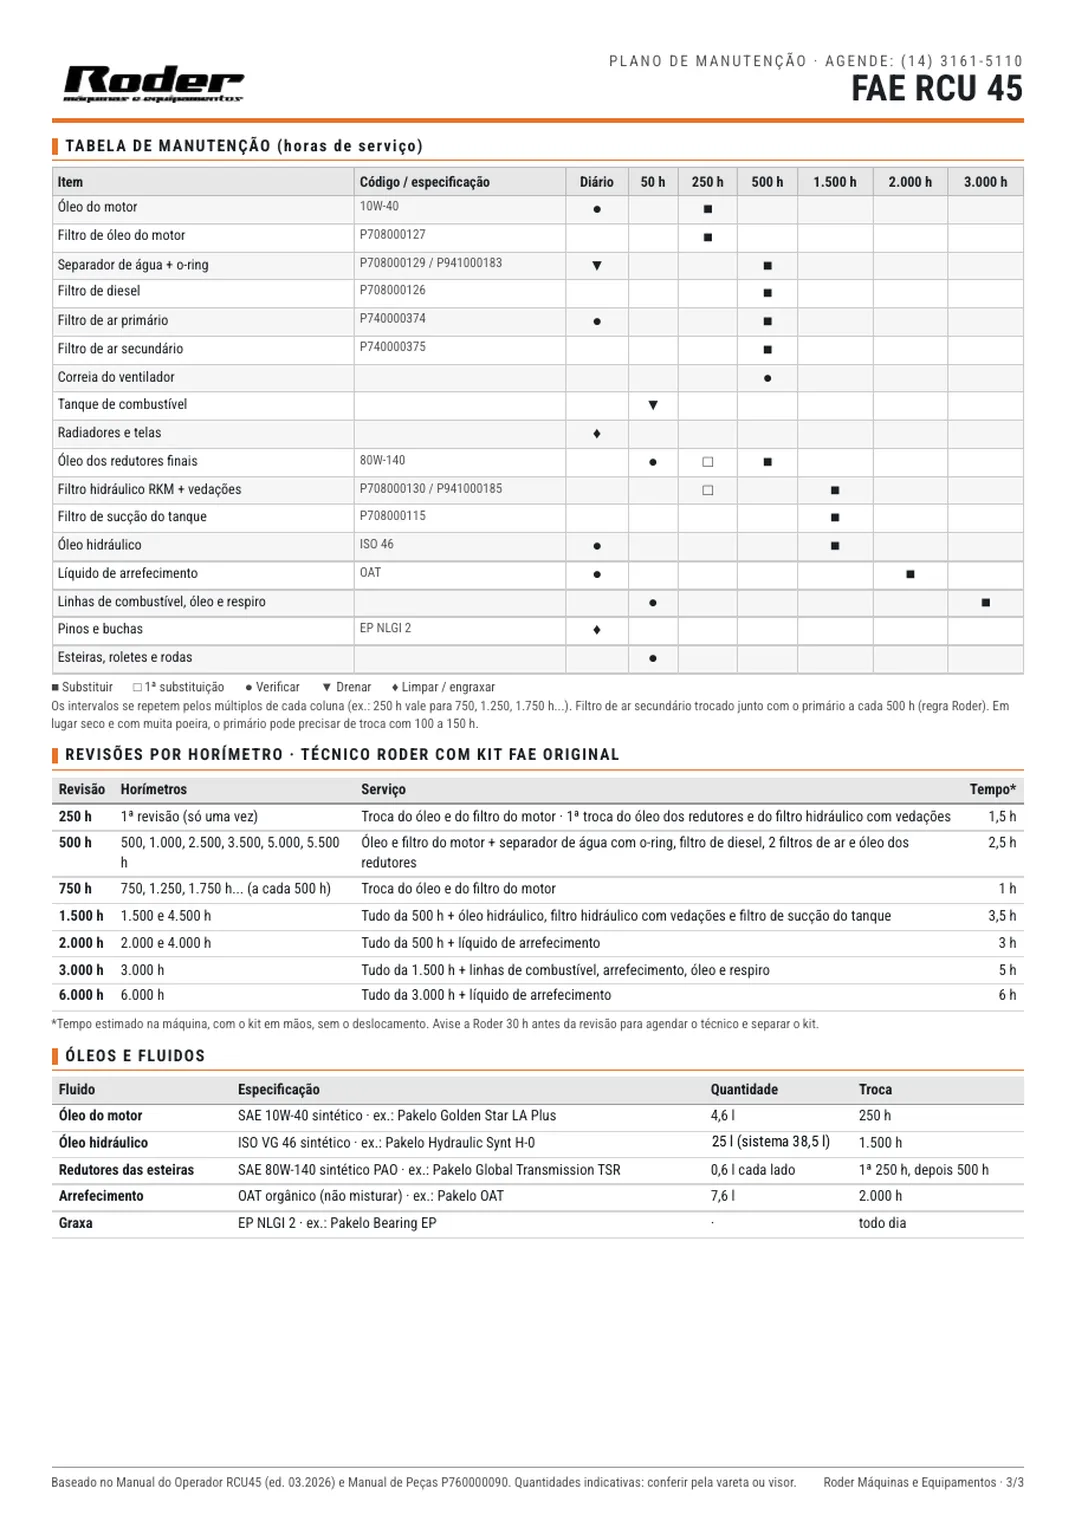 Roder
máquinas e equipamentos
PLANO DE MANUTENÇÃO · AGENDE: (14) 3161-5110
FAE RCU 45
TABELA DE MANUTENÇÃO (horas de serviço)
Item Código / especificação Diário 50 h 250 h 500 h 1.500 h 2.000 h 3.000 h
Óleo do motor 10W-40 ● ■
Filtro de óleo do motor P708000127 ■
Separador de água + o-ring P708000129 / P941000183 ▼ ■
Filtro de diesel P708000126 ■
Filtro de ar primário P740000374 ● ■
Filtro de ar secundário P740000375 ■
Correia do ventilador ●
Tanque de combustível ▼
Radiadores e telas ♦
Óleo dos redutores finais 80W-140 ● □ ■
Filtro hidráulico RKM + vedações P708000130 / P941000185 □ ■
Filtro de sucção do tanque P708000115 ■
Óleo hidráulico ISO 46 ● ■
Líquido de arrefecimento OAT ● ■
Linhas de combustível, óleo e respiro ● ■
Pinos e buchas EP NLGI 2 ♦
Esteiras, roletes e rodas ●
■ Substituir □ 1ª substituição ● Verificar ▼ Drenar ♦ Limpar / engraxar
Os intervalos se repetem pelos múltiplos de cada coluna (ex.: 250 h vale para 750, 1.250, 1.750 h...). Filtro de ar secundário trocado junto com o primário a cada 500 h (regra Roder). Em
lugar seco e com muita poeira, o primário pode precisar de troca com 100 a 150 h.
REVISÕES POR HORÍMETRO · TÉCNICO RODER COM KIT FAE ORIGINAL
Revisão Horímetros Serviço Tempo*
250 h 1ª revisão (só uma vez) Troca do óleo e do filtro do motor · 1ª troca do óleo dos redutores e do filtro hidráulico com vedações 1,5 h
500 h 500, 1.000, 2.500, 3.500, 5.000, 5.500 Óleo e filtro do motor + separador de água com o-ring, filtro de diesel, 2 filtros de ar e óleo dos 2,5 h
h redutores
750 h 750, 1.250, 1.750 h... (a cada 500 h) Troca do óleo e do filtro do motor 1 h
1.500 h 1.500 e 4.500 h Tudo da 500 h + óleo hidráulico, filtro hidráulico com vedações e filtro de sucção do tanque 3,5 h
2.000 h 2.000 e 4.000 h Tudo da 500 h + líquido de arrefecimento 3 h
3.000 h 3.000 h Tudo da 1.500 h + linhas de combustível, arrefecimento, óleo e respiro 5 h
6.000 h 6.000 h Tudo da 3.000 h + líquido de arrefecimento 6 h
*Tempo estimado na máquina, com o kit em mãos, sem o deslocamento. Avise a Roder 30 h antes da revisão para agendar o técnico e separar o kit.
ÓLEOS E FLUIDOS
Fluido Especificação Quantidade Troca
Óleo do motor SAE 10W-40 sintético · ex.: Pakelo Golden Star LA Plus 4,6 l 250 h
Óleo hidráulico ISO VG 46 sintético · ex.: Pakelo Hydraulic Synt H-0 25 l (sistema 38,5 l) 1.500 h
Redutores das esteiras SAE 80W-140 sintético PAO · ex.: Pakelo Global Transmission TSR 0,6 l cada lado 1ª 250 h, depois 500 h
Arrefecimento OAT orgânico (não misturar) · ex.: Pakelo OAT 7,6 l 2.000 h
Graxa EP NLGI 2 · ex.: Pakelo Bearing EP · todo dia
Baseado no Manual do Operador RCU45 (ed. 03.2026) e Manual de Peças P760000090. Quantidades indicativas: conferir pela vareta ou visor. Roder Máquinas e Equipamentos · 3/3